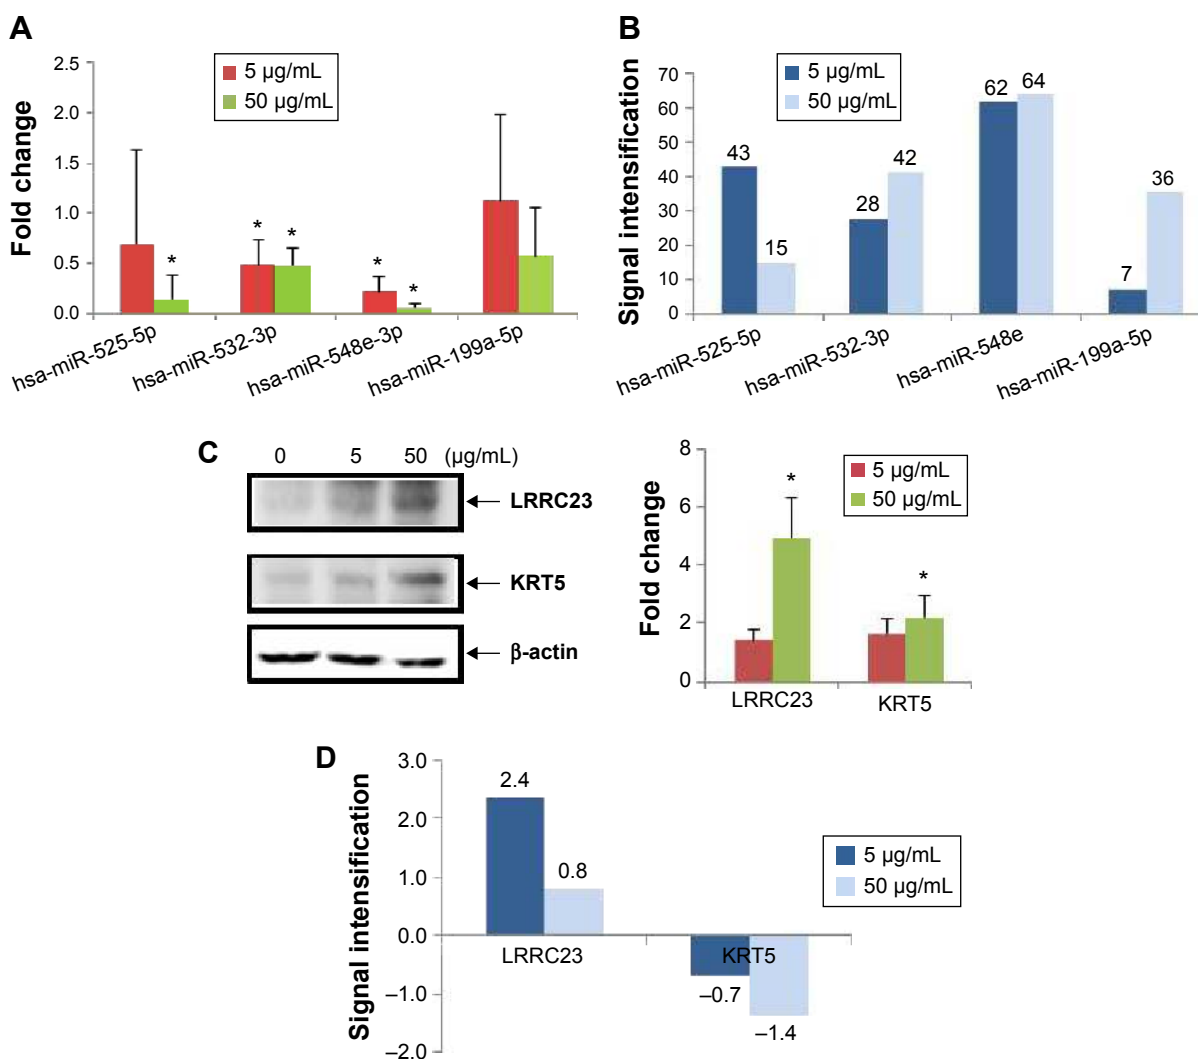 A
2.5
2.0
1.5
1.0
0.5
0.0
Fold change
5 µg/mL
50 µg/mL
*
*
*
*
*
hsa-miR-525-5p
hsa-miR-532-3p
hsa-miR-548e-3p
hsa-miR-199a-5p
B
70
60
50
40
30
20
10
0
Signal intensification
5 µg/mL
50 µg/mL
43
15
28
42
62
64
7
36
hsa-miR-525-5p
hsa-miR-532-3p
hsa-miR-548e
hsa-miR-199a-5p
C
0 5 50 (µg/mL)
LRRC23
KRT5
β-actin
8
6
4
2
0
Fold change
5 µg/mL
50 µg/mL
*
*
LRRC23
KRT5
D
3.0
2.0
1.0
0.0
–1.0
–2.0
Signal intensification
5 µg/mL
50 µg/mL
2.4
0.8
LRRC23
KRT5
–0.7
–1.4